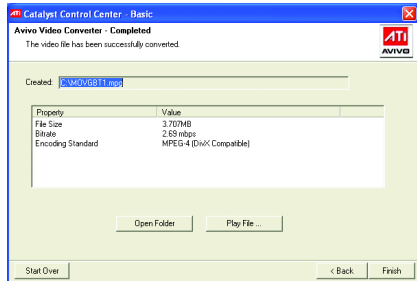 ATI Catalyst Control Center - Basic
Avivo Video Converter - Completed
The video file has been successfully converted.
ATI
AVIVO
Created: C:\MOVGBT1.mpg
Property Value
File Size 3.707MB
Bitrate 2.69 mbps
Encoding Standard MPEG-4 (DivX Compatible)
Open Folder Play File ...
Start Over < Back Finish